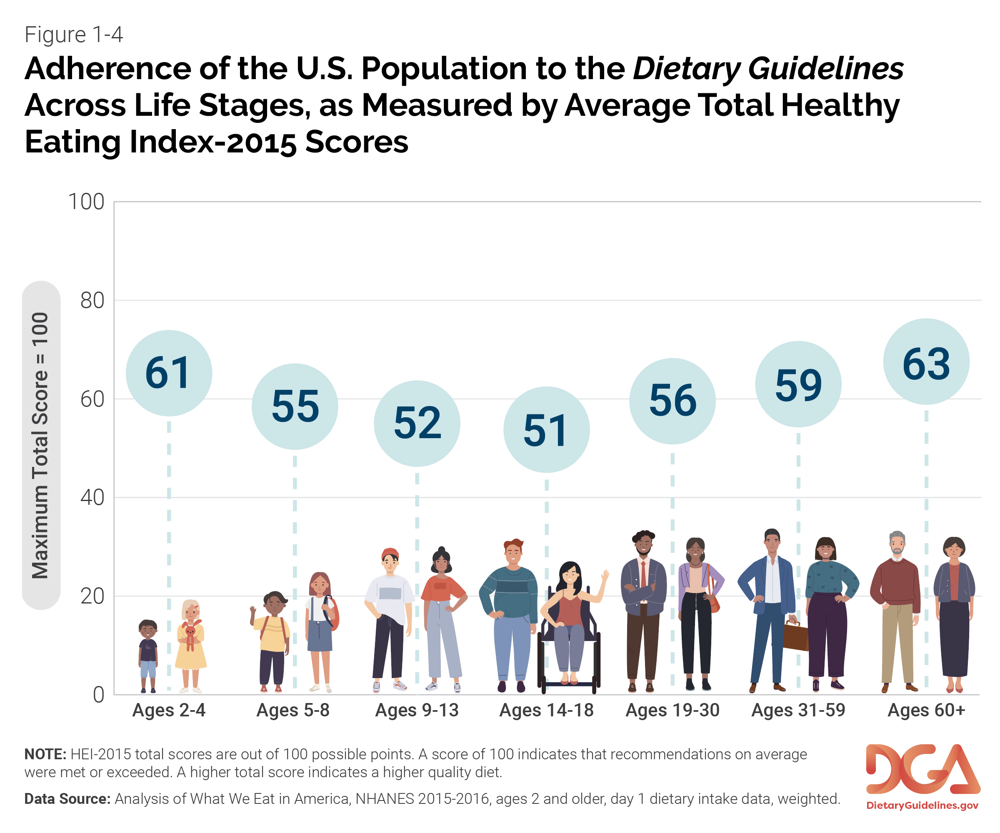 Figure 1-4
Adherence of the U.S. Population to the Dietary Guidelines
Across Life Stages, as Measured by Average Total Healthy
Eating Index-2015 Scores
Maximum Total Score = 100
100
80
60
40
20
0
61
55
52
51
56
59
63
Ages 2-4
Ages 5-8
Ages 9-13
Ages 14-18
Ages 19-30
Ages 31-59
Ages 60+
NOTE: HEI-2015 total scores are out of 100 possible points. A score of 100 indicates that recommendations on average
were met or exceeded. A higher total score indicates a higher quality diet.
Data Source: Analysis of What We Eat in America, NHANES 2015-2016, ages 2 and older, day 1 dietary intake data, weighted.
DGA
DietaryGuidelines.gov